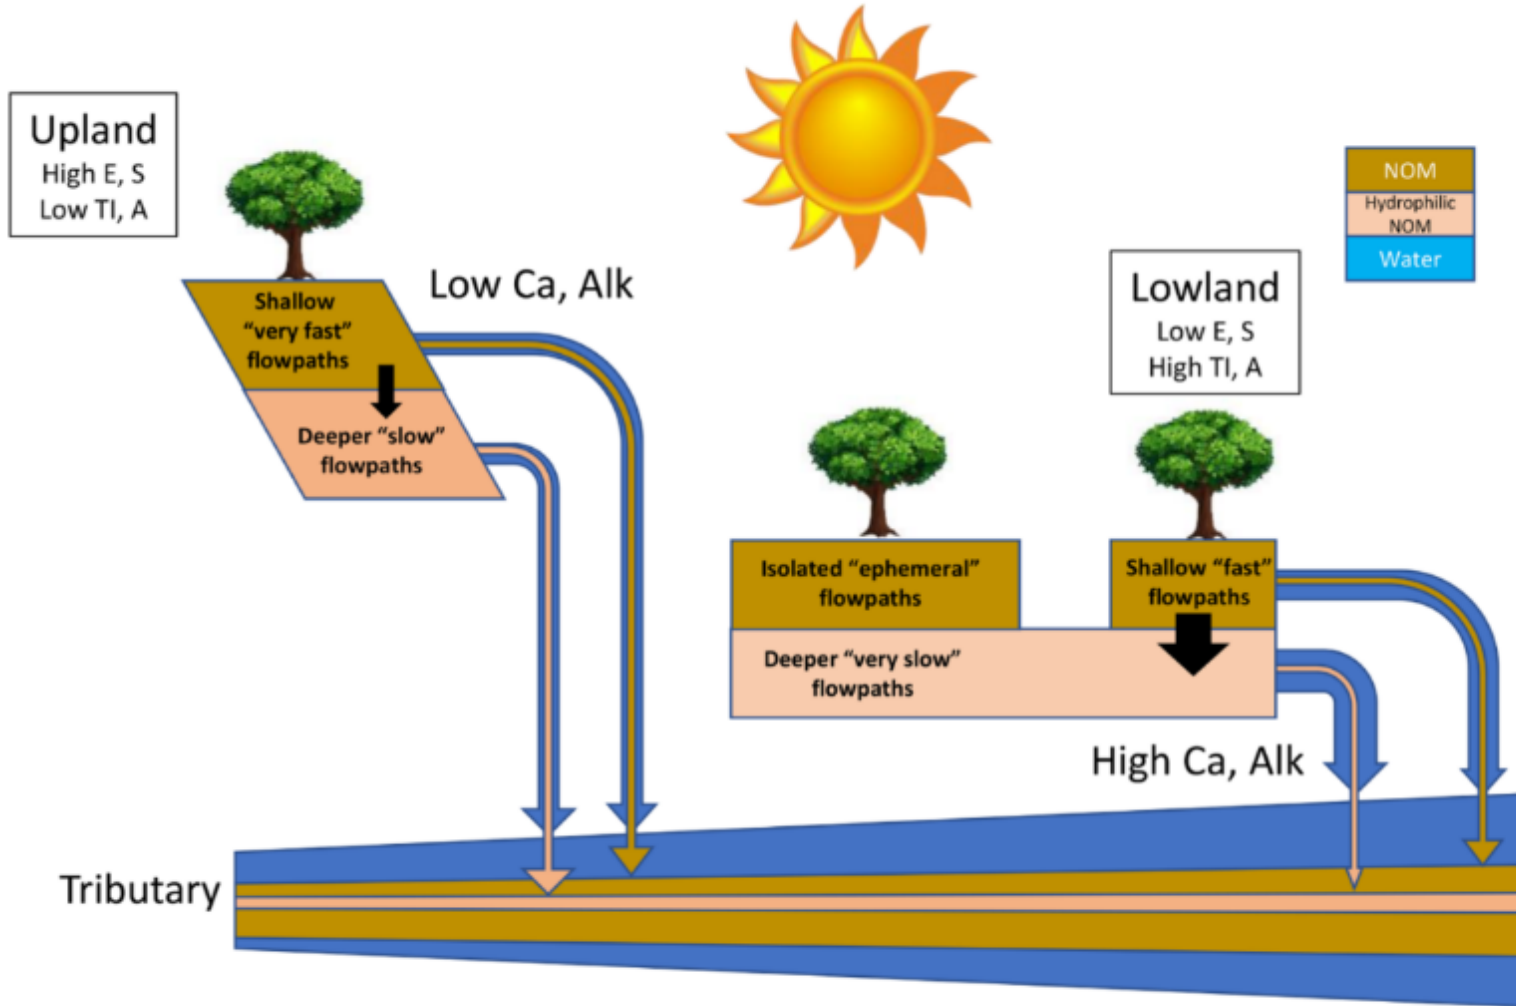 Upland
High E, S
Low TI, A
Shallow
“very fast”
flowpaths
Deeper “slow”
flowpaths
Low Ca, Alk
NOM
Hydrophilic
NOM
Water
Lowland
Low E, S
High TI, A
Isolated “ephemeral”
flowpaths
Shallow “fast”
flowpaths
Deeper “very slow”
flowpaths
High Ca, Alk
Tributary